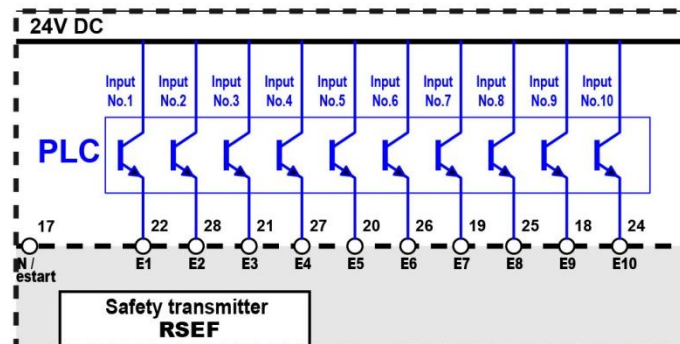 24V DC
Input Input Input Input Input Input Input Input Input Input
No.1 No.2 No.3 No.4 No.5 No.6 No.7 No.8 No.9 No.10
PLC
17 22 28 21 27 20 26 19 25 18 24
N / E1 E2 E3 E4 E5 E6 E7 E8 E9 E10
estart
Safety transmitter
RSEF